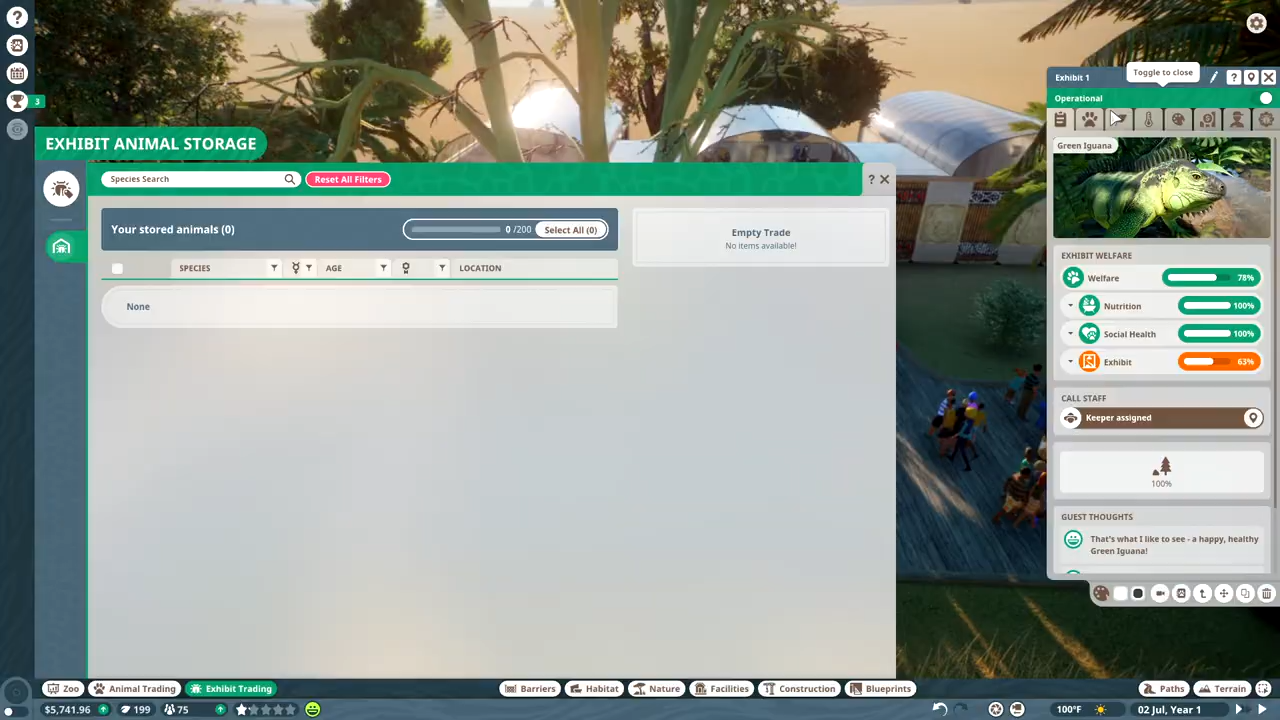 ?
Toggle to close
Exhibit 1
?
Operational
3
EXHIBIT ANIMAL STORAGE
Green Iguana
Species Search
Reset All Filters
?
Your stored animals (0)
0 /200
Select All (0)
Empty Trade
No items available!
SPECIES
AGE
LOCATION
None
EXHIBIT WELFARE
Welfare
78%
Nutrition
100%
Social Health
100%
Exhibit
63%
CALL STAFF
Keeper assigned
100%
GUEST THOUGHTS
That's what I like to see - a happy, healthy
Green Iguana!
Zoo
Animal Trading
Exhibit Trading
Barriers
Habitat
Nature
Facilities
Construction
Blueprints
Paths
Terrain
$5,741.96
199
75
100°F
02 Jul, Year 1